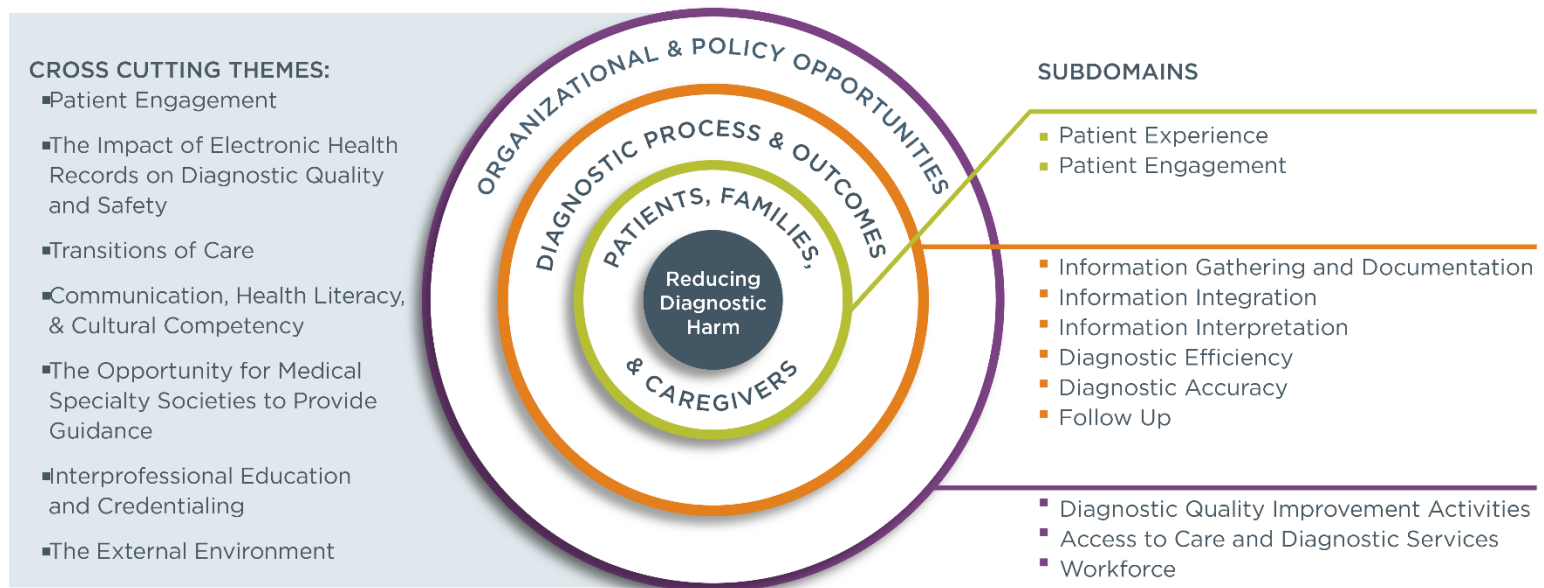 CROSS CUTTING THEMES:
Patient Engagement
The Impact of Electronic Health
Records on Diagnostic Quality
and Safety
Transitions of Care
Communication, Health Literacy,
& Cultural Competency
The Opportunity for Medical
Specialty Societies to Provide
Guidance
Interprofessional Education
and Credentialing
The External Environment
ORGANIZATIONAL & POLICY OPPORTUNITIES
DIAGNOSTIC PROCESS & OUTCOMES
PATIENTS, FAMILIES,
& CAREGIVERS
Reducing
Diagnostic
Harm
SUBDOMAINS
Patient Experience
Patient Engagement
Information Gathering and Documentation
Information Integration
Information Interpretation
Diagnostic Efficiency
Diagnostic Accuracy
Follow Up
Diagnostic Quality Improvement Activities
Access to Care and Diagnostic Services
Workforce